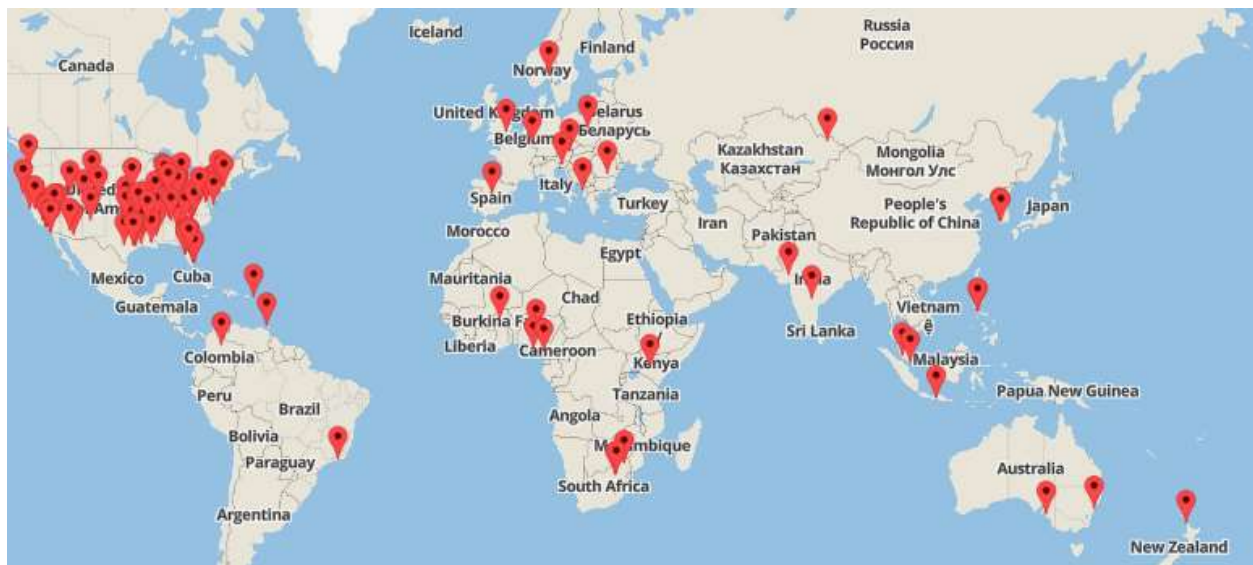 Iceland
Russia
Россия
Finland
Canada
Norway
United Kingdom
Belarus
Беларусь
Belgium
Kazakhstan
Казахстан
Mongolia
Монгол Улс
Italy
Spain
Turkey
People's
Republic of China
Japan
Iran
Morocco
Pakistan
Egypt
Mexico
Cuba
Mauritania
India
Guatemala
Chad
Vietnam
Burkina
Ethiopia
Sri Lanka
Liberia
Cameroon
Colombia
Kenya
Malaysia
Peru
Tanzania
Papua New Guinea
Brazil
Angola
Bolivia
Mozambique
Paraguay
Australia
South Africa
Argentina
New Zealand